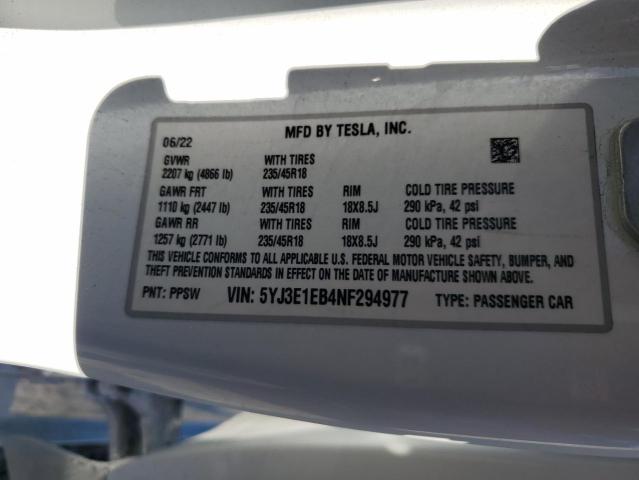 MFD BY TESLA, INC.
06/22
GVWR WITH TIRES
2207 kg (4866 lb) 235/45R18
GAWR FRT WITH TIRES RIM COLD TIRE PRESSURE
1110 kg (2447 lb) 235/45R18 18X8.5J 290 kPa, 42 psi
GAWR RR WITH TIRES RIM COLD TIRE PRESSURE
1257 kg (2771 lb) 235/45R18 18X8.5J 290 kPa, 42 psi
THIS VEHICLE CONFORMS TO ALL APPLICABLE U.S. FEDERAL MOTOR VEHICLE SAFETY, BUMPER, AND
THEFT PREVENTION STANDARDS IN EFFECT ON THE DATE OF MANUFACTURE SHOWN ABOVE.
PNT: PPSW VIN: 5YJ3E1EB4NF294977 TYPE: PASSENGER CAR